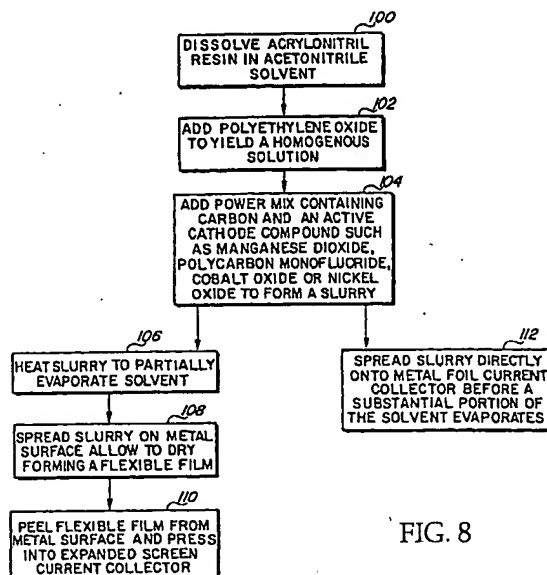 100
DISSOLVE ACRYLONITRIL
RESIN IN ACETONITRILE
SOLVENT
102
ADD POLYETHYLENE OXIDE
TO YIELD A HOMOGENOUS
SOLUTION
104
ADD POWER MIX CONTAINING
CARBON AND AN ACTIVE
CATHODE COMPOUND SUCH
AS MANGANESE DIOXIDE,
POLYCARBON MONOFLUCRIDE,
COBALT OXIDE OR NICKEL
OXIDE TO FORM A SLURRY
106
HEAT SLURRY TO PARTIALLY
EVAPORATE SOLVENT
108
SPREAD SLURRY ON METAL
SURFACE ALLOW TO DRY
FORMING A FLEXIBLE FILM
110
PEEL FLEXIBLE FILM FROM
METAL SURFACE AND PRESS
INTO EXPANDED SCREEN
CURRENT COLLECTOR
112
SPREAD SLURRY DIRECTLY
ONTO METAL FOIL CURRENT
COLLECTOR BEFORE A
SUBSTANTIAL PORTION OF
THE SOLVENT EVAPORATES
FIG. 8